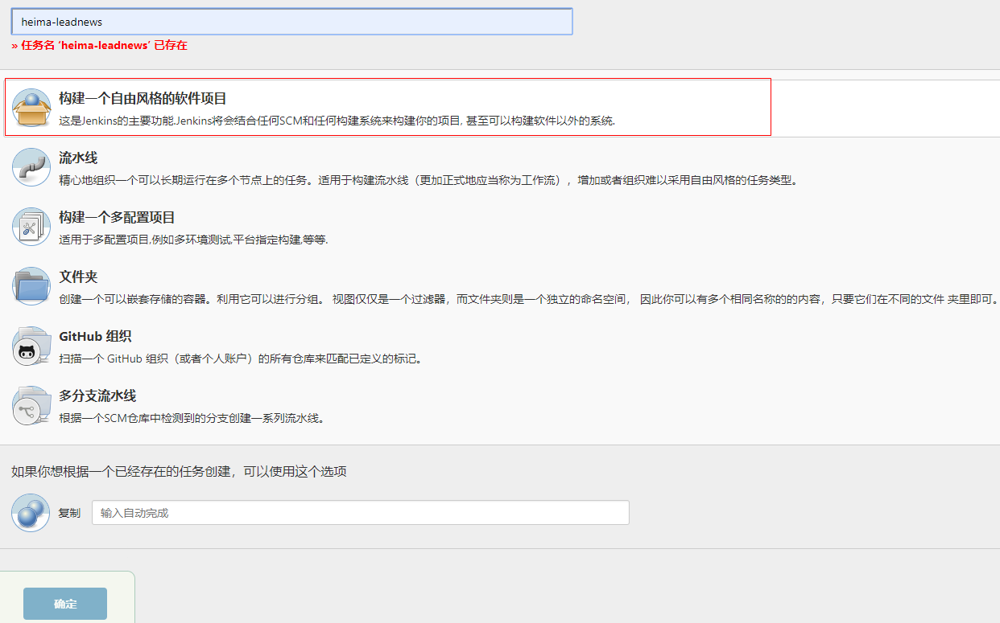 heima-leadnews
» 任务名 ‘heima-leadnews’ 已存在
构建一个自由风格的软件项目
这是Jenkins的主要功能.Jenkins将会结合任何SCM和任何构建系统来构建你的项目, 甚至可以构建软件以外的系统.
流水线
精心地组织一个可以长期运行在多个节点上的任务。适用于构建流水线（更加正式地应当称为工作流），增加或者组织难以采用自由风格的任务类型。
构建一个多配置项目
适用于多配置项目,例如多环境测试,平台指定构建,等等.
文件夹
创建一个可以嵌套存储的容器。利用它可以进行分组。 视图仅仅是一个过滤器，而文件夹则是一个独立的命名空间， 因此你可以有多个相同名称的的内容，只要它们在不同的文件 夹里即可。
GitHub 组织
扫描一个 GitHub 组织（或者个人账户）的所有仓库来匹配已定义的标记。
多分支流水线
根据一个SCM仓库中检测到的分支创建一系列流水线。
如果你想根据一个已经存在的任务创建，可以使用这个选项
复制 输入自动完成
确定